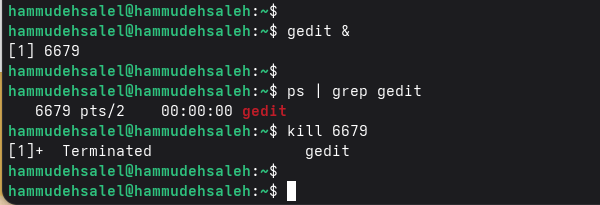 hammudehsalel@hammudehsaleh:~$
hammudehsalel@hammudehsaleh:~$ gedit &
[1] 6679
hammudehsalel@hammudehsaleh:~$
hammudehsalel@hammudehsaleh:~$ ps | grep gedit
   6679 pts/2    00:00:00 gedit
hammudehsalel@hammudehsaleh:~$ kill 6679
[1]+  Terminated                 gedit
hammudehsalel@hammudehsaleh:~$
hammudehsalel@hammudehsaleh:~$